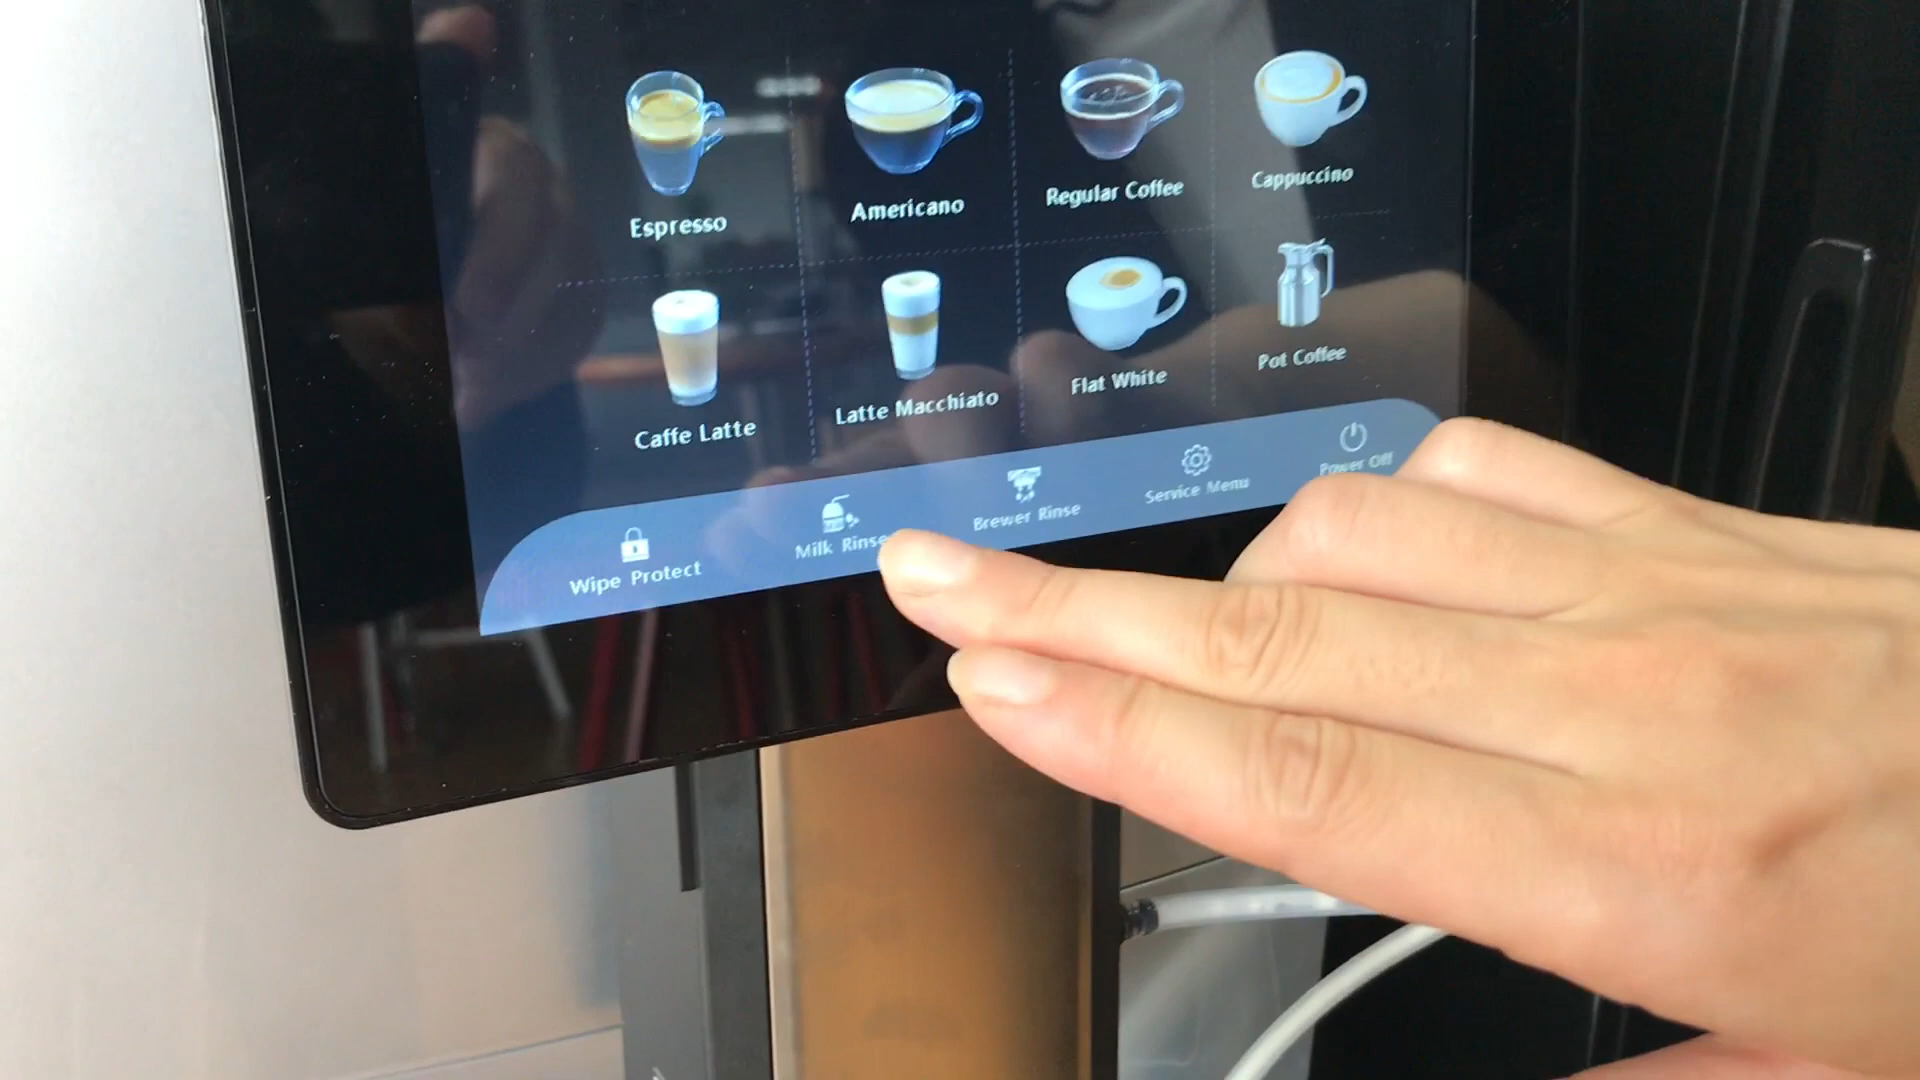 Espresso
Americano
Regular Coffee
Cappuccino
Caffe Latte
Latte Macchiato
Flat White
Pot Coffee
Wipe Protect
Milk Rinse
Brewer Rinse
Service Menu
Power Off